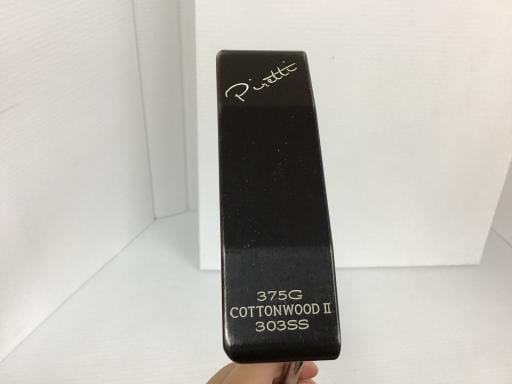 Piretti
375G
COTTONWOOD II
303SS